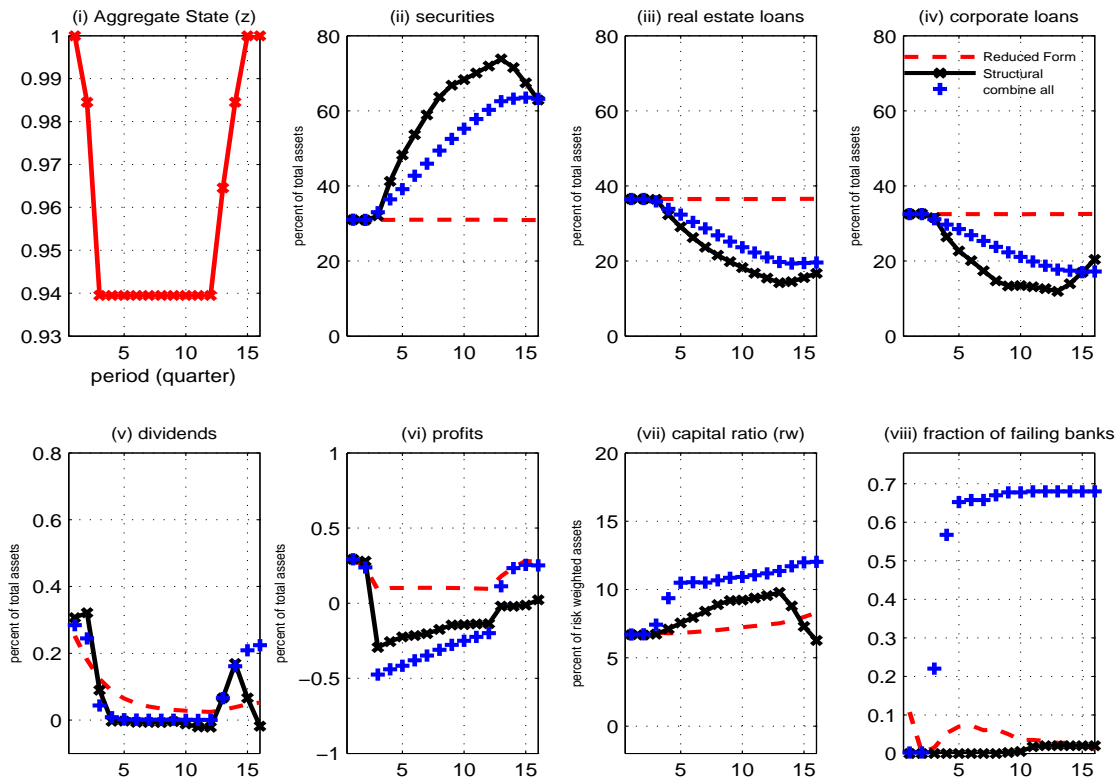 (i) Aggregate State (z)
1
0.99
0.98
0.97
0.96
0.95
0.94
0.93
5 10 15
period (quarter)
(ii) securities
percent of total assets
80
60
40
20
0
5 10 15
(iii) real estate loans
percent of total assets
80
60
40
20
0
5 10 15
(iv) corporate loans
percent of total assets
80
60
40
20
0
5 10 15
Reduced Form
Structural
combine all
(v) dividends
percent of total assets
0.8
0.6
0.4
0.2
0
5 10 15
(vi) profits
percent of total assets
1
0.5
0
−0.5
−1
5 10 15
(vii) capital ratio (rw)
percent of risk weighted assets
20
15
10
5
0
5 10 15
(viii) fraction of failing banks
0.7
0.6
0.5
0.4
0.3
0.2
0.1
0
5 10 15